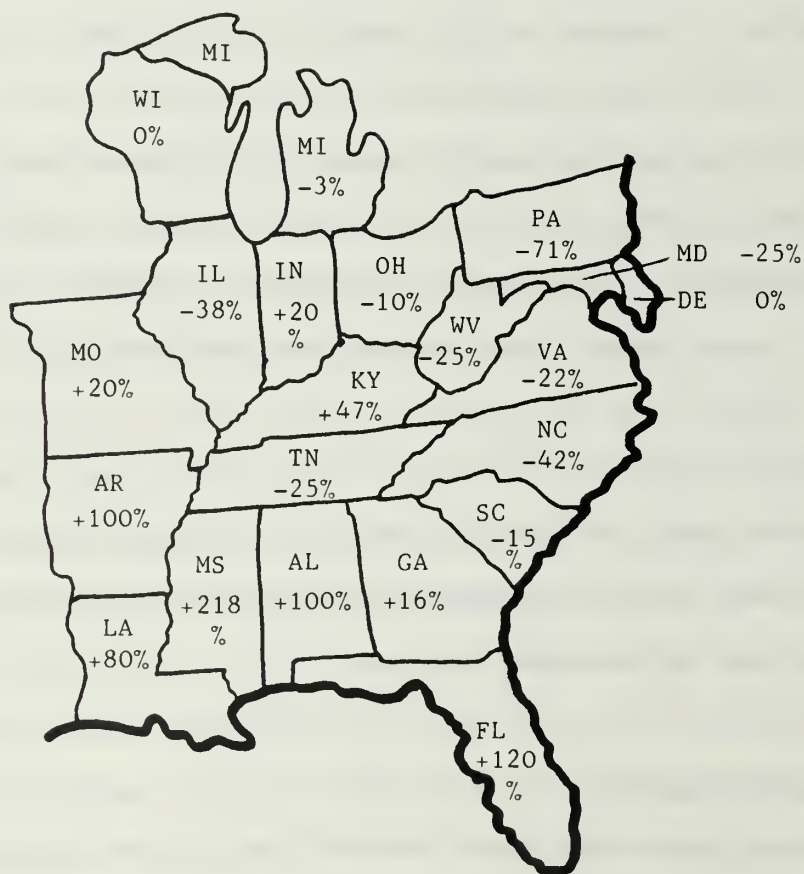 MI
WI
0%
MI
-3%
PA
-71%
MD -25%
DE 0%
IL
-38%
IN
+20
%
OH
-10%
WV
-25%
VA
-22%
MO
+20%
KY
+47%
NC
-42%
TN
-25%
AR
+100%
SC
-15
%
MS
+218
%
AL
+100%
GA
+16%
LA
+80%
FL
+120
%